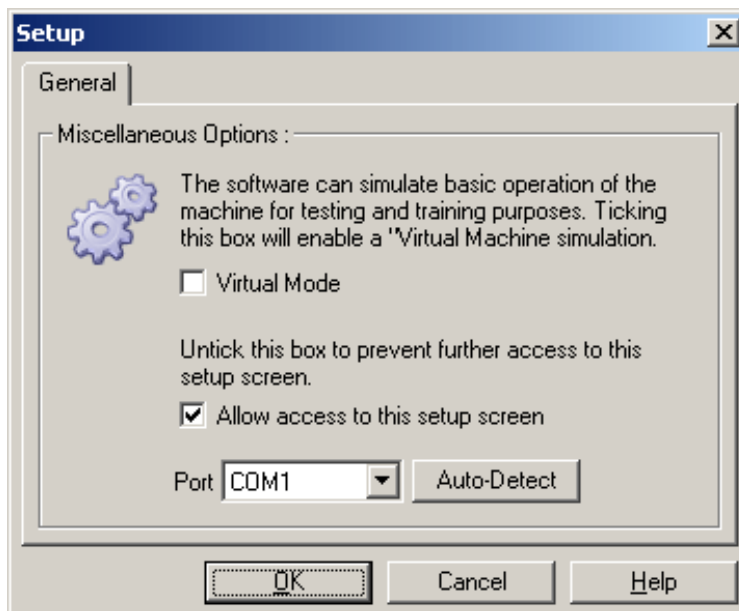 Setup
General
Miscellaneous Options :
The software can simulate basic operation of the
machine for testing and training purposes. Ticking
this box will enable a "Virtual Machine simulation.
Virtual Mode
Untick this box to prevent further access to this
setup screen.
Allow access to this setup screen
Port COM1 Auto-Detect
OK Cancel Help